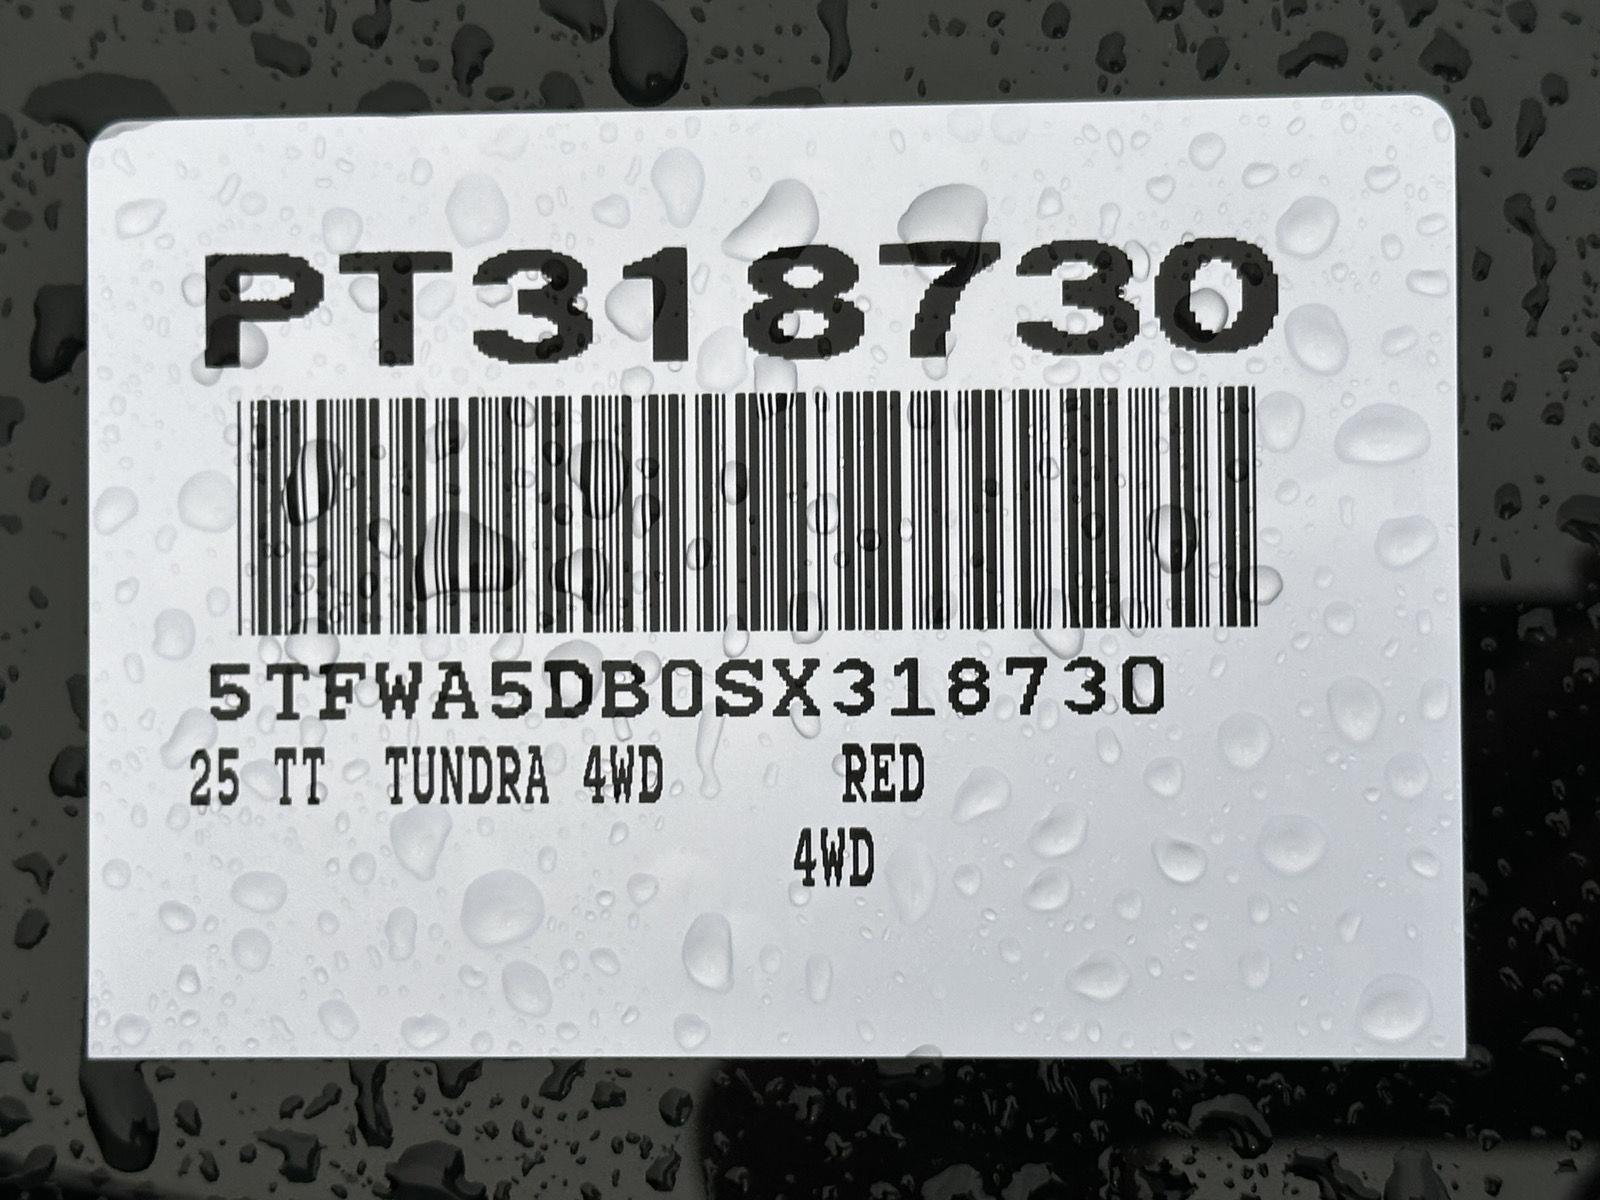 PT318730
5TFWA5DB0SX318730
25 TT TUNDRA 4WD RED
4WD